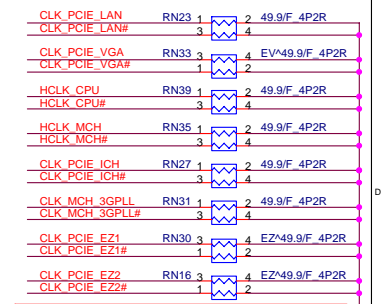 CLK_PCIE_LAN RN23 1 2 49.9/F_4P2R
CLK_PCIE_LAN# 3 4
CLK_PCIE_VGA RN33 3 4 EV^49.9/F_4P2R
CLK_PCIE_VGA# 1 2
HCLK_CPU RN39 1 2 49.9/F_4P2R
HCLK_CPU# 3 4
HCLK_MCH RN35 1 2 49.9/F_4P2R
HCLK_MCH# 3 4
CLK_PCIE_ICH RN27 1 2 49.9/F_4P2R
CLK_PCIE_ICH# 3 4
D
CLK_MCH_3GPLL RN31 1 2 49.9/F_4P2R
CLK_MCH_3GPLL# 3 4
CLK_PCIE_EZ1 RN30 3 4 EZ^49.9/F_4P2R
CLK_PCIE_EZ1# 1 2
CLK_PCIE_EZ2 RN16 3 4 EZ^49.9/F_4P2R
CLK_PCIE_EZ2# 1 2